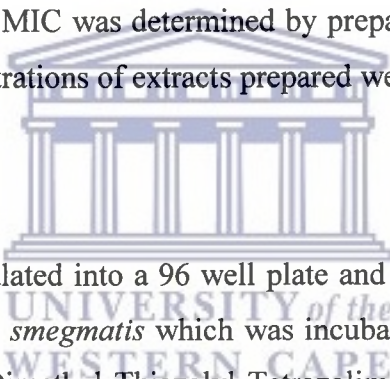 MIC was determined by prepa
trations of extracts prepared we
lated into a 96 well plate and
UNIVERSITY of the
smegmatis which was incuba
WESTERN CAPE